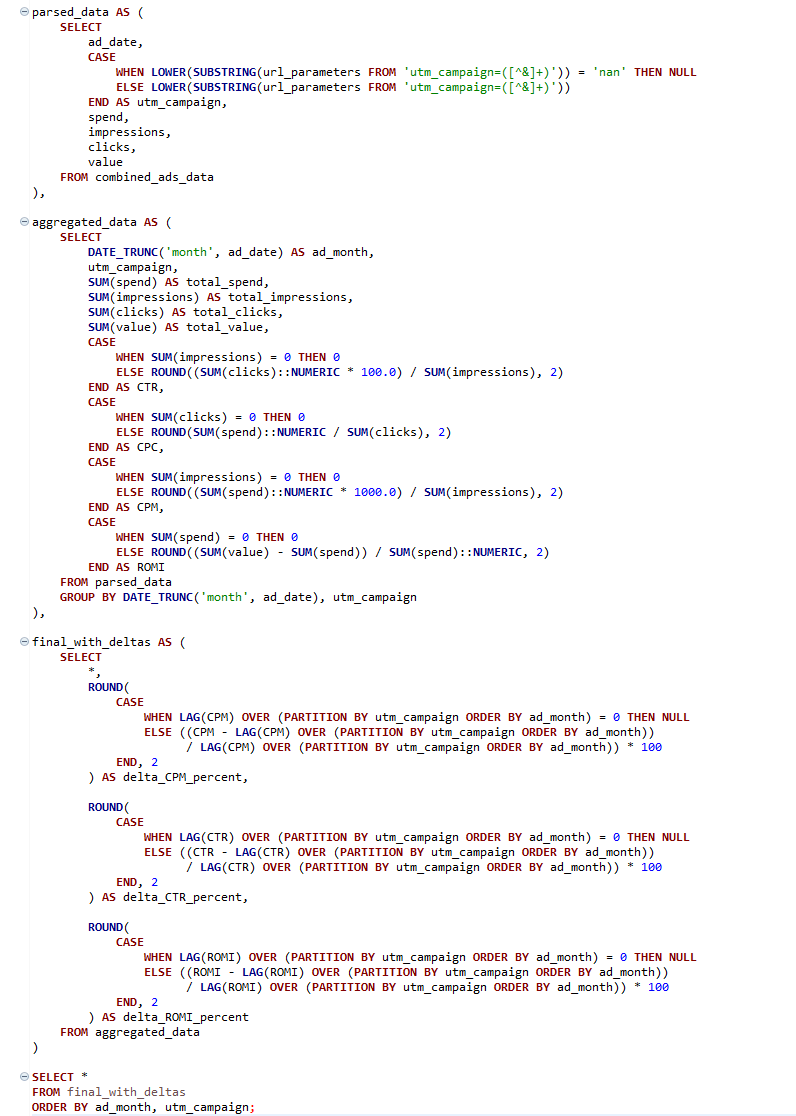 parsed_data AS (
    SELECT
        ad_date,
        CASE
            WHEN LOWER(SUBSTRING(url_parameters FROM 'utm_campaign=([^&]+)')) = 'nan' THEN NULL
            ELSE LOWER(SUBSTRING(url_parameters FROM 'utm_campaign=([^&]+)'))
        END AS utm_campaign,
        spend,
        impressions,
        clicks,
        value
    FROM combined_ads_data
),

aggregated_data AS (
    SELECT
        DATE_TRUNC('month', ad_date) AS ad_month,
        utm_campaign,
        SUM(spend) AS total_spend,
        SUM(impressions) AS total_impressions,
        SUM(clicks) AS total_clicks,
        SUM(value) AS total_value,
        CASE
            WHEN SUM(impressions) = 0 THEN 0
            ELSE ROUND((SUM(clicks)::NUMERIC * 100.0) / SUM(impressions), 2)
        END AS CTR,
        CASE
            WHEN SUM(clicks) = 0 THEN 0
            ELSE ROUND(SUM(spend)::NUMERIC / SUM(clicks), 2)
        END AS CPC,
        CASE
            WHEN SUM(impressions) = 0 THEN 0
            ELSE ROUND((SUM(spend)::NUMERIC * 1000.0) / SUM(impressions), 2)
        END AS CPM,
        CASE
            WHEN SUM(spend) = 0 THEN 0
            ELSE ROUND((SUM(value) - SUM(spend)) / SUM(spend)::NUMERIC, 2)
        END AS ROMI
    FROM parsed_data
    GROUP BY DATE_TRUNC('month', ad_date), utm_campaign
),

final_with_deltas AS (
    SELECT
        *,
        ROUND(
            CASE
                WHEN LAG(CPM) OVER (PARTITION BY utm_campaign ORDER BY ad_month) = 0 THEN NULL
                ELSE ((CPM - LAG(CPM) OVER (PARTITION BY utm_campaign ORDER BY ad_month))
                      / LAG(CPM) OVER (PARTITION BY utm_campaign ORDER BY ad_month)) * 100
            END, 2
        ) AS delta_CPM_percent,

        ROUND(
            CASE
                WHEN LAG(CTR) OVER (PARTITION BY utm_campaign ORDER BY ad_month) = 0 THEN NULL
                ELSE ((CTR - LAG(CTR) OVER (PARTITION BY utm_campaign ORDER BY ad_month))
                      / LAG(CTR) OVER (PARTITION BY utm_campaign ORDER BY ad_month)) * 100
            END, 2
        ) AS delta_CTR_percent,

        ROUND(
            CASE
                WHEN LAG(ROMI) OVER (PARTITION BY utm_campaign ORDER BY ad_month) = 0 THEN NULL
                ELSE ((ROMI - LAG(ROMI) OVER (PARTITION BY utm_campaign ORDER BY ad_month))
                      / LAG(ROMI) OVER (PARTITION BY utm_campaign ORDER BY ad_month)) * 100
            END, 2
        ) AS delta_ROMI_percent
    FROM aggregated_data
)

SELECT *
FROM final_with_deltas
ORDER BY ad_month, utm_campaign;